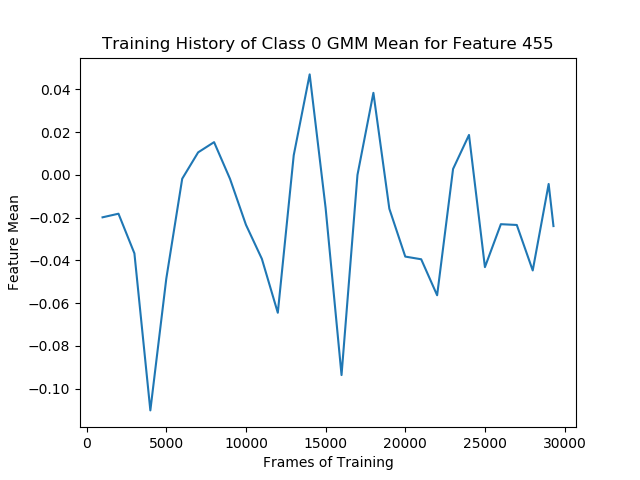 Training History of Class 0 GMM Mean for Feature 455
0.04
0.02
0.00
−0.02
−0.04
−0.06
−0.08
−0.10
Feature Mean
0 5000 10000 15000 20000 25000 30000
Frames of Training